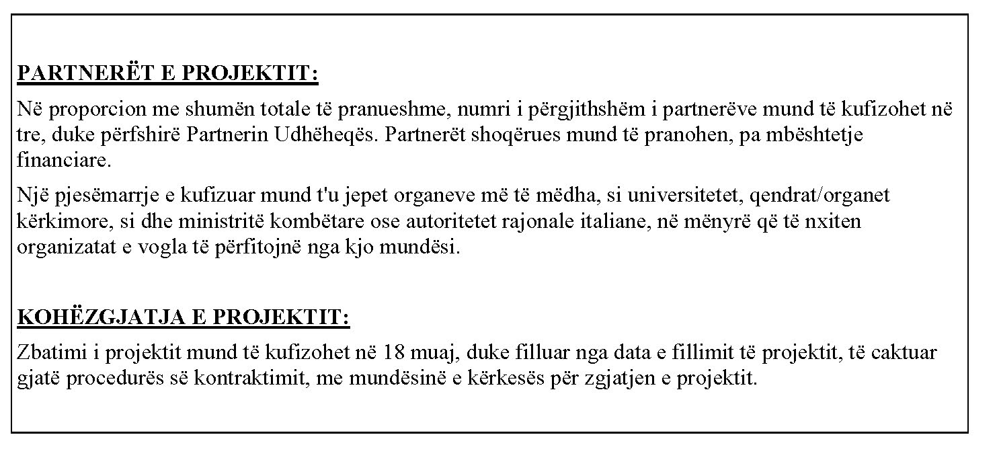 PARTNERËT E PROJEKTIT:
Në proporcion me shumën totale të pranueshme, numri i përgjithshëm i partnerëve mund të kufizohet në
tre, duke përfshirë Partnerin Udhëheqës. Partnerët shoqërues mund të pranohen, pa mbështetje
financiare.
Një pjesëmarrje e kufizuar mund t'u jepet organeve më të mëdha, si universitetet, qendrat/organet
kërkimore, si dhe ministritë kombëtare ose autoritetet rajonale italiane, në mënyrë që të nxiten
organizatat e vogla të përfitojnë nga kjo mundësi.
KOHËZGJATJA E PROJEKTIT:
Zbatimi i projektit mund të kufizohet në 18 muaj, duke filluar nga data e fillimit të projektit, të caktuar
gjatë procedurës së kontraktimit, me mundësinë e kërkesës për zgjatjen e projektit.